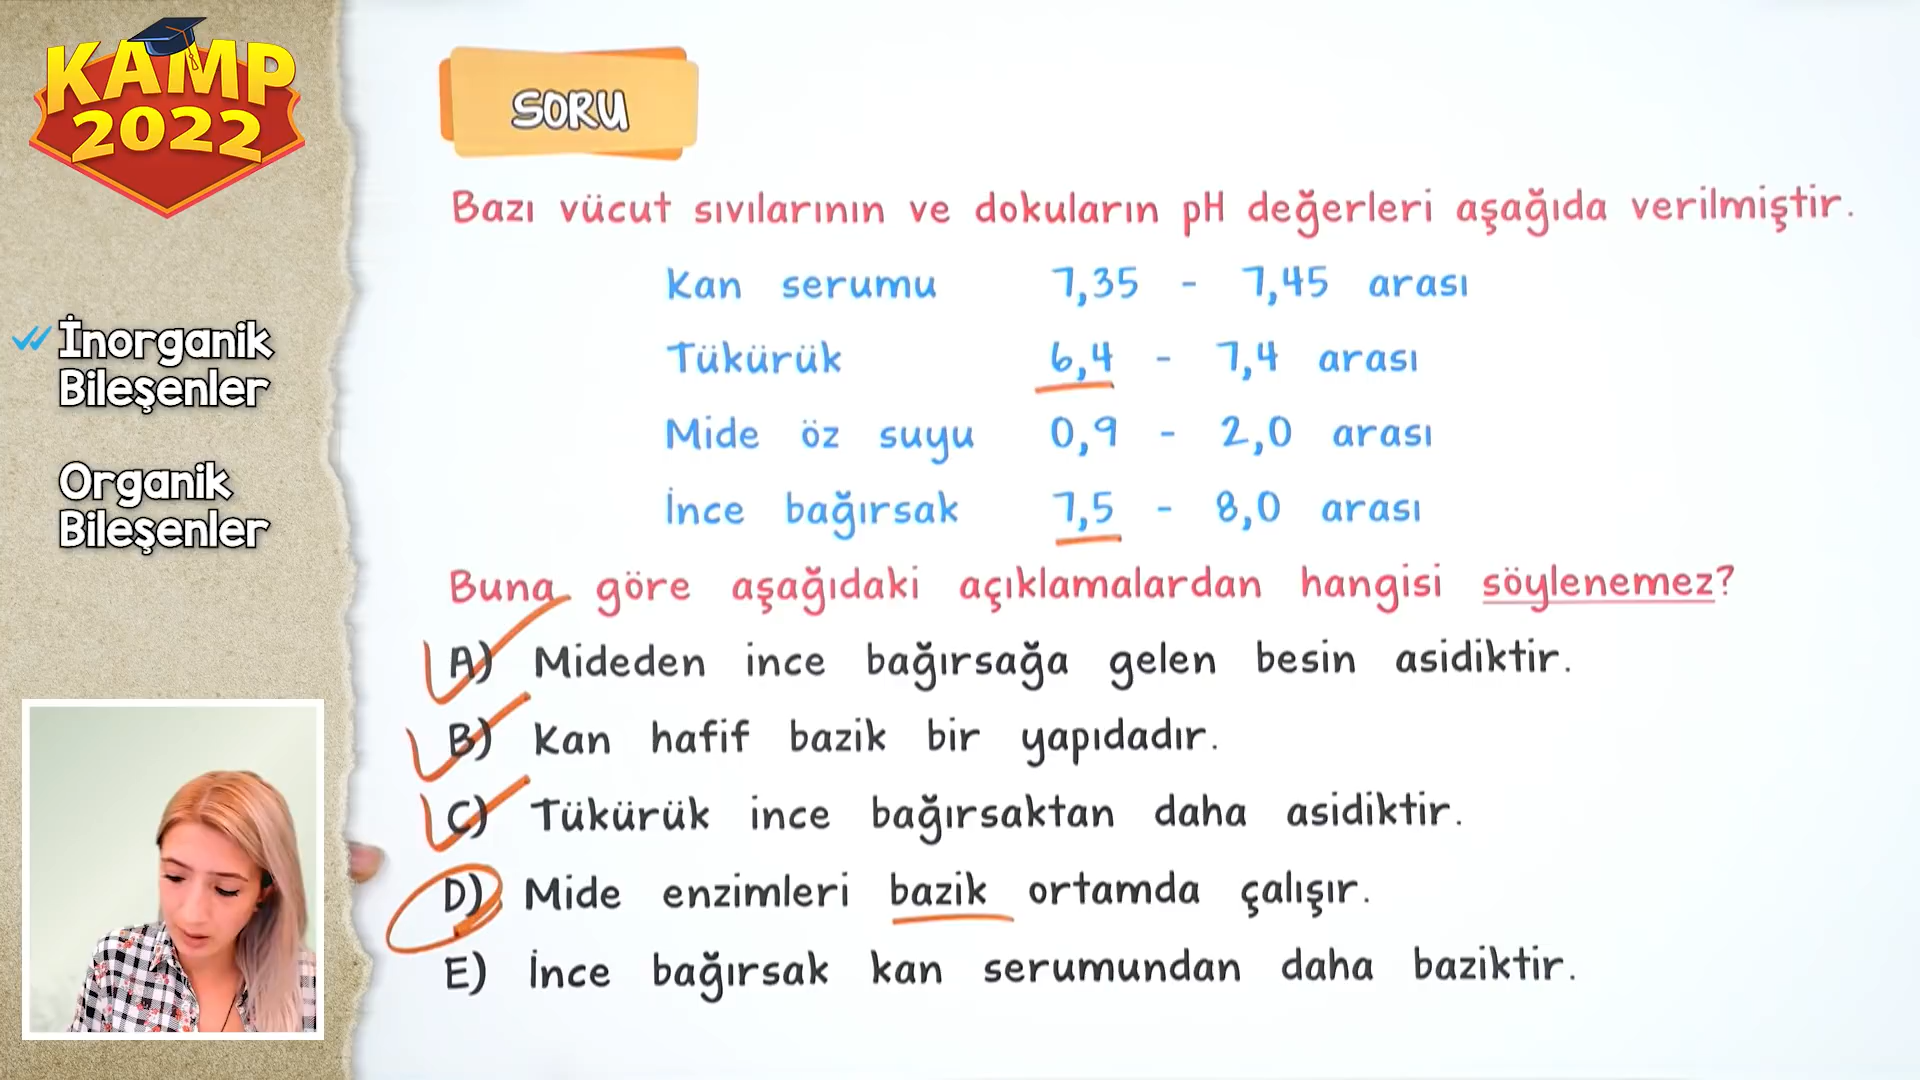 KAMP
2022
İnorganik
Bileşenler
Organik
Bileşenler
SORU
Bazı vücut sıvılarının ve dokuların pH değerleri aşağıda verilmiştir.
Kan serumu 7,35 - 7,45 arası
Tükürük 6,4 - 7,4 arası
Mide öz suyu 0,9 - 2,0 arası
İnce bağırsak 7,5 - 8,0 arası
Buna göre aşağıdaki açıklamalardan hangisi söylenemez?
A) Mideden ince bağırsağa gelen besin asidiktir.
B) Kan hafif bazik bir yapıdadır.
C) Tükürük ince bağırsaktan daha asidiktir.
D) Mide enzimleri bazik ortamda çalışır.
E) İnce bağırsak kan serumundan daha baziktir.